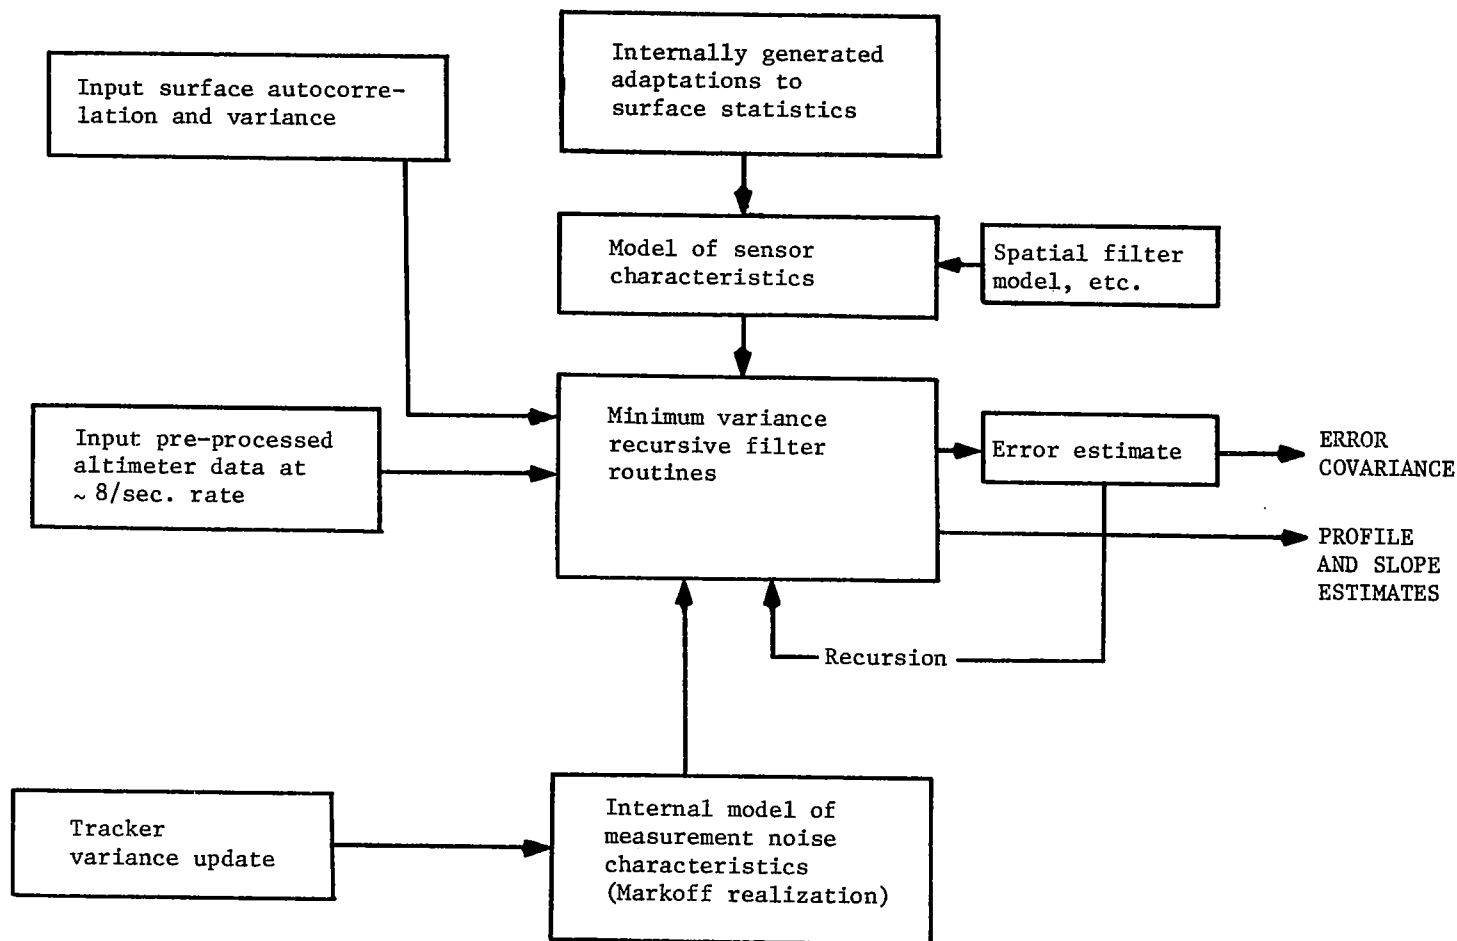 Internally generated
adaptations to
surface statistics
Input surface autocorre-
lation and variance
Model of sensor
characteristics
Spatial filter
model, etc.
Input pre-processed
altimeter data at
~ 8/sec. rate
Minimum variance
recursive filter
routines
Error estimate
ERROR
COVARIANCE
PROFILE
AND SLOPE
ESTIMATES
Recursion
Tracker
variance update
Internal model of
measurement noise
characteristics
(Markoff realization)